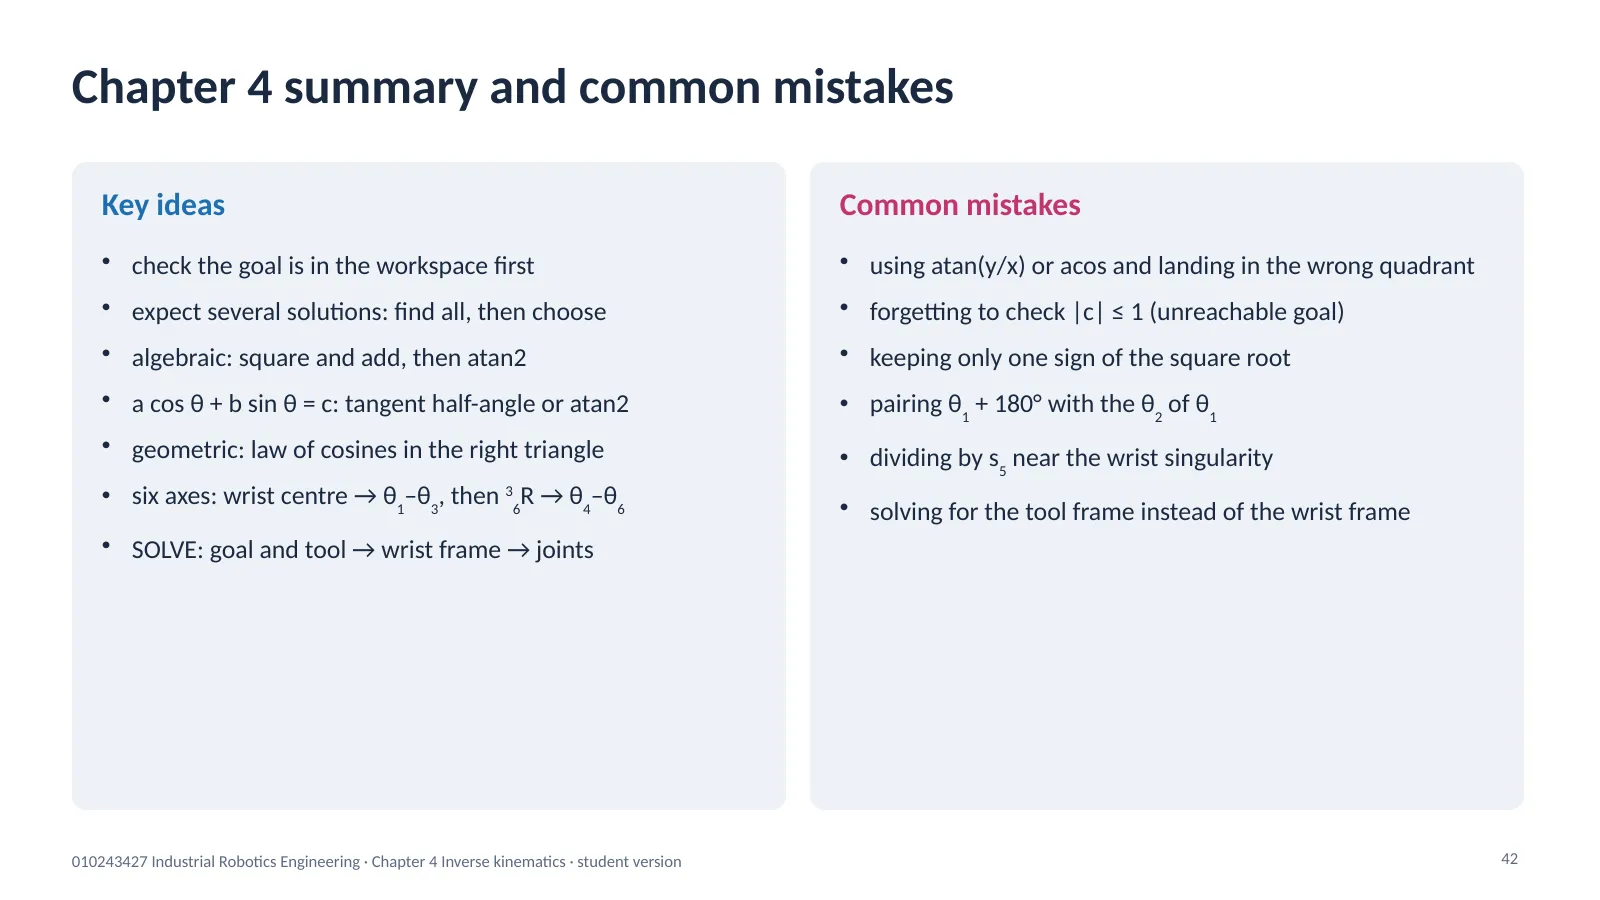 Chapter 4 summary and common mistakes
Key ideas
• check the goal is in the workspace first
• expect several solutions: find all, then choose
• algebraic: square and add, then atan2
• a cos θ + b sin θ = c: tangent half-angle or atan2
• geometric: law of cosines in the right triangle
• six axes: wrist centre → θ₁–θ₃, then ³₆R → θ₄–θ₆
• SOLVE: goal and tool → wrist frame → joints
Common mistakes
• using atan(y/x) or acos and landing in the wrong quadrant
• forgetting to check |c| ≤ 1 (unreachable goal)
• keeping only one sign of the square root
• pairing θ₁ + 180° with the θ₂ of θ₁
• dividing by s₅ near the wrist singularity
• solving for the tool frame instead of the wrist frame
010243427 Industrial Robotics Engineering · Chapter 4 Inverse kinematics · student version
42